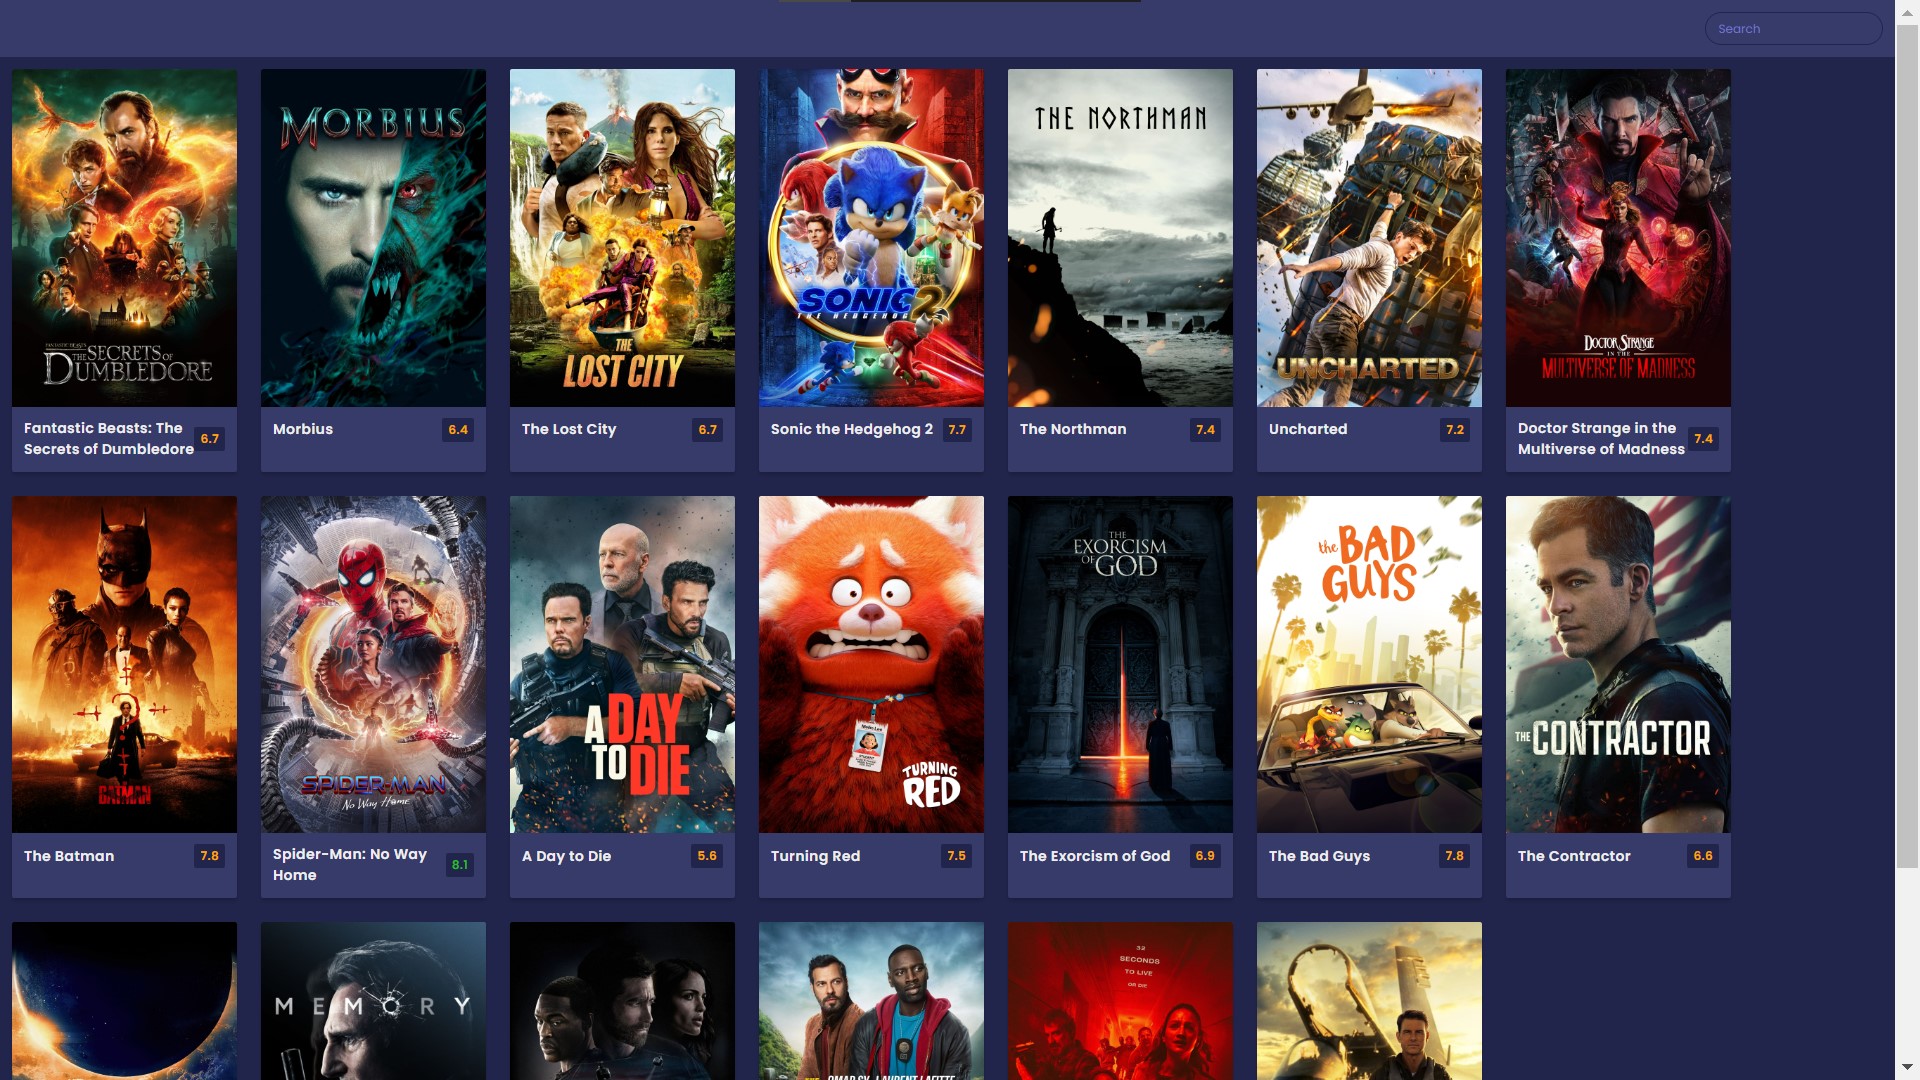 Search
MORBIUS
THE NORTHMAN
FANTASTIC BEASTS
THE SECRETS OF
DUMBLEDORE
THE
LOST CITY
SONIC 2
THE HEDGEHOG
UNCHARTED
DOCTOR STRANGE
IN THE
MULTIVERSE OF MADNESS
Fantastic Beasts: The
Secrets of Dumbledore
6.7
Morbius
6.4
The Lost City
6.7
Sonic the Hedgehog 2
7.7
The Northman
7.4
Uncharted
7.2
Doctor Strange in the
Multiverse of Madness
7.4
THE
BATMAN
SPIDER-MAN
No Way Home
A DAY
TO DIE
TURNING
RED
THE
EXORCISM
OF GOD
the BAD
GUYS
THE CONTRACTOR
The Batman
7.8
Spider-Man: No Way
Home
8.1
A Day to Die
5.6
Turning Red
7.5
The Exorcism of God
6.9
The Bad Guys
7.8
The Contractor
6.6
MEMORY
OMAR SY LAURENT LAFITTE
32
SECONDS
TO LIVE
OR DIE